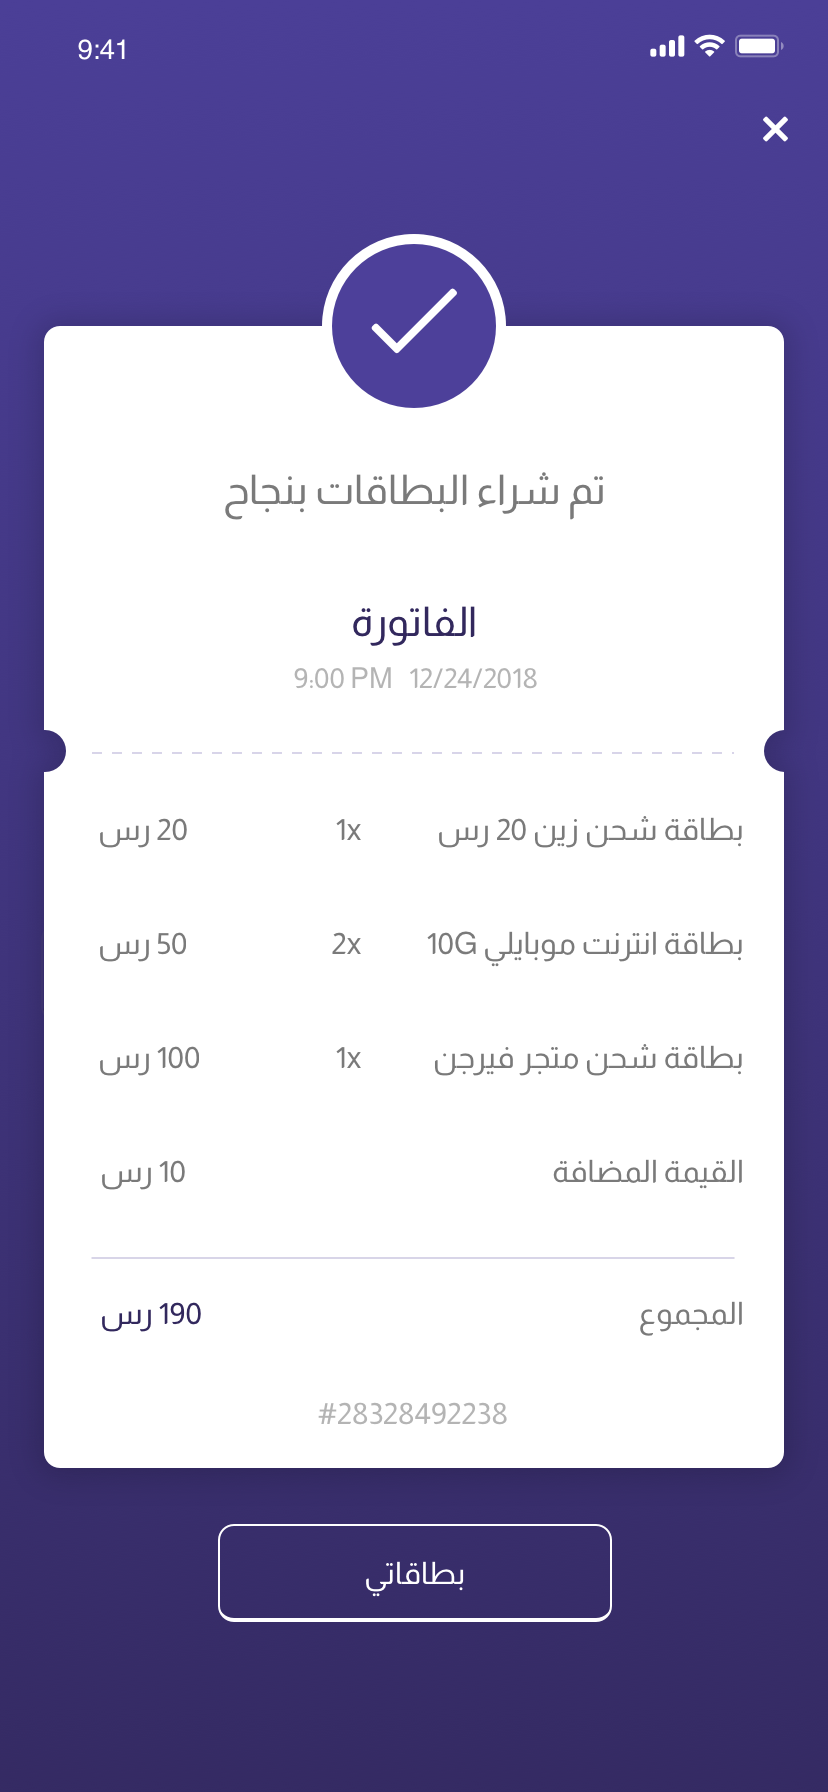 9:41
تم شراء البطاقات بنجاح
الفاتورة
9:00 PM 12/24/2018
بطاقة شحن زين 20 رس 1x 20 رس
بطاقة انترنت موبايلي 10G 2x 50 رس
بطاقة شحن متجر فيرجن 1x 100 رس
القيمة المضافة 10 رس
المجموع 190 رس
#28328492238
بطاقاتي